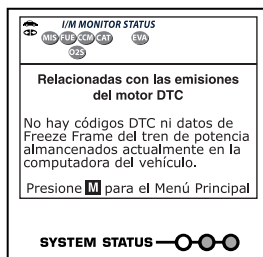 I/M MONITOR STATUS
MIS FUE CCM CAT EVA
O2S
Relacionadas con las emisiones
del motor DTC
No hay códigos DTC ni datos de
Freeze Frame del tren de potencia
almancenados actualmente en la
computadora del vehículo.
Presione M para el Menú Principal
SYSTEM STATUS